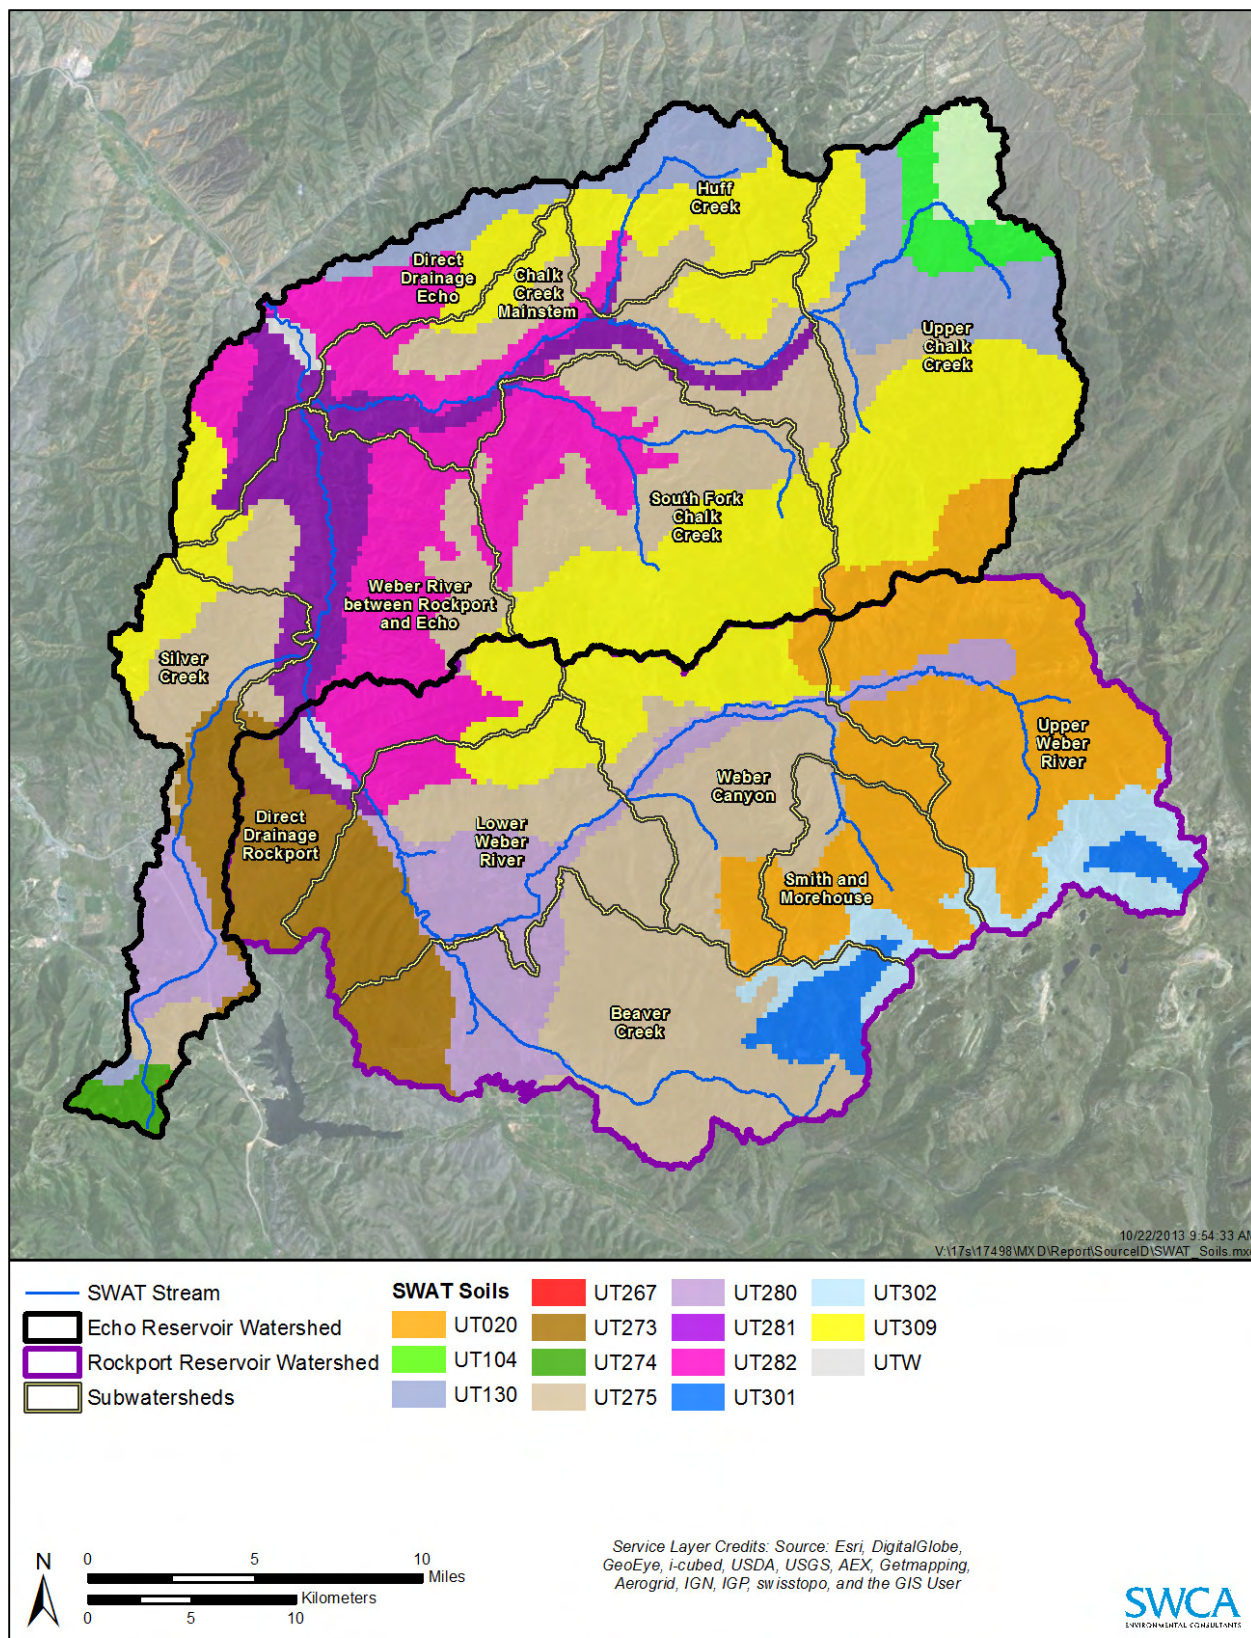 Huff
Creek
Direct
Drainage
Echo
Chalk
Creek
Mainstem
Upper
Chalk
Creek
South Fork
Chalk
Creek
Weber River
between Rockport
and Echo
Silver
Creek
Upper
Weber
River
Weber
Canyon
Direct
Drainage
Rockport
Lower
Weber
River
Smith and
Morehouse
Beaver
Creek
10/22/2013 9:54:33 AM
V:\17s\17498\MXD\Report\SourceID\SWAT_Soils.mxd
SWAT Stream
Echo Reservoir Watershed
Rockport Reservoir Watershed
Subwatersheds
SWAT Soils
UT020
UT104
UT130
UT267
UT273
UT274
UT275
UT280
UT281
UT282
UT301
UT302
UT309
UTW
N
0 5 10
Miles
Kilometers
0 5 10
Service Layer Credits: Source: Esri, DigitalGlobe,
GeoEye, i-cubed, USDA, USGS, AEX, Getmapping,
Aerogrid, IGN, IGP, swisstopo, and the GIS User
SWCA
ENVIRONMENTAL CONSULTANTS